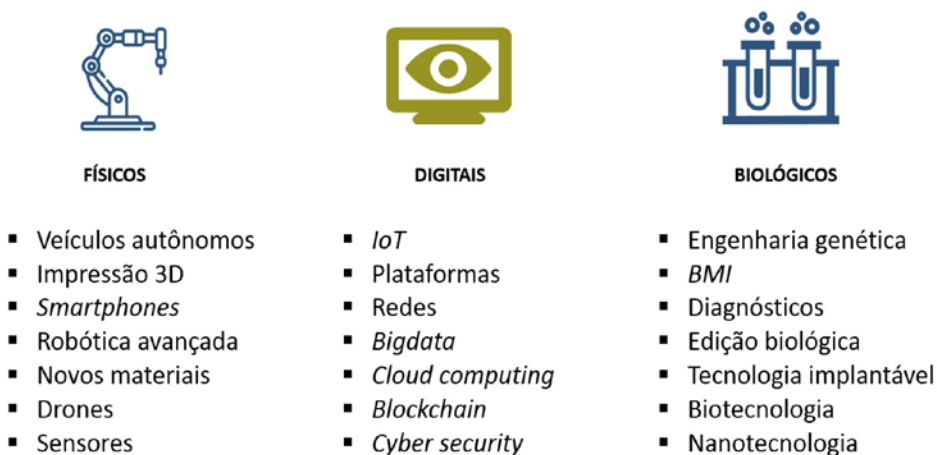 FÍSICOS
▪ Veículos autônomos
▪ Impressão 3D
▪ Smartphones
▪ Robótica avançada
▪ Novos materiais
▪ Drones
▪ Sensores
DIGITAIS
▪ IoT
▪ Plataformas
▪ Redes
▪ Bigdata
▪ Cloud computing
▪ Blockchain
▪ Cyber security
BIOLÓGICOS
▪ Engenharia genética
▪ BMI
▪ Diagnósticos
▪ Edição biológica
▪ Tecnologia implantável
▪ Biotecnologia
▪ Nanotecnologia